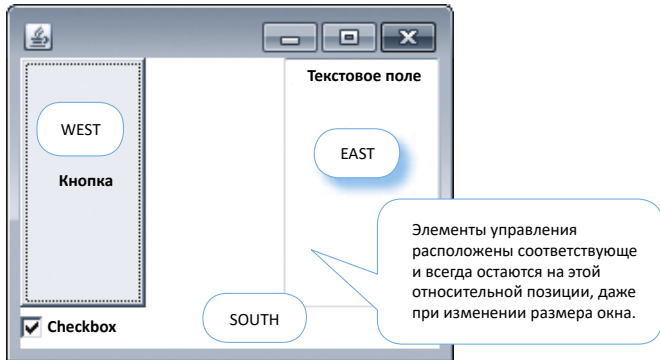 Текстовое поле
WEST
EAST
Кнопка
Элементы управления
расположены соответствующе
и всегда остаются на этой
относительной позиции, даже
при изменении размера окна.
SOUTH
Checkbox